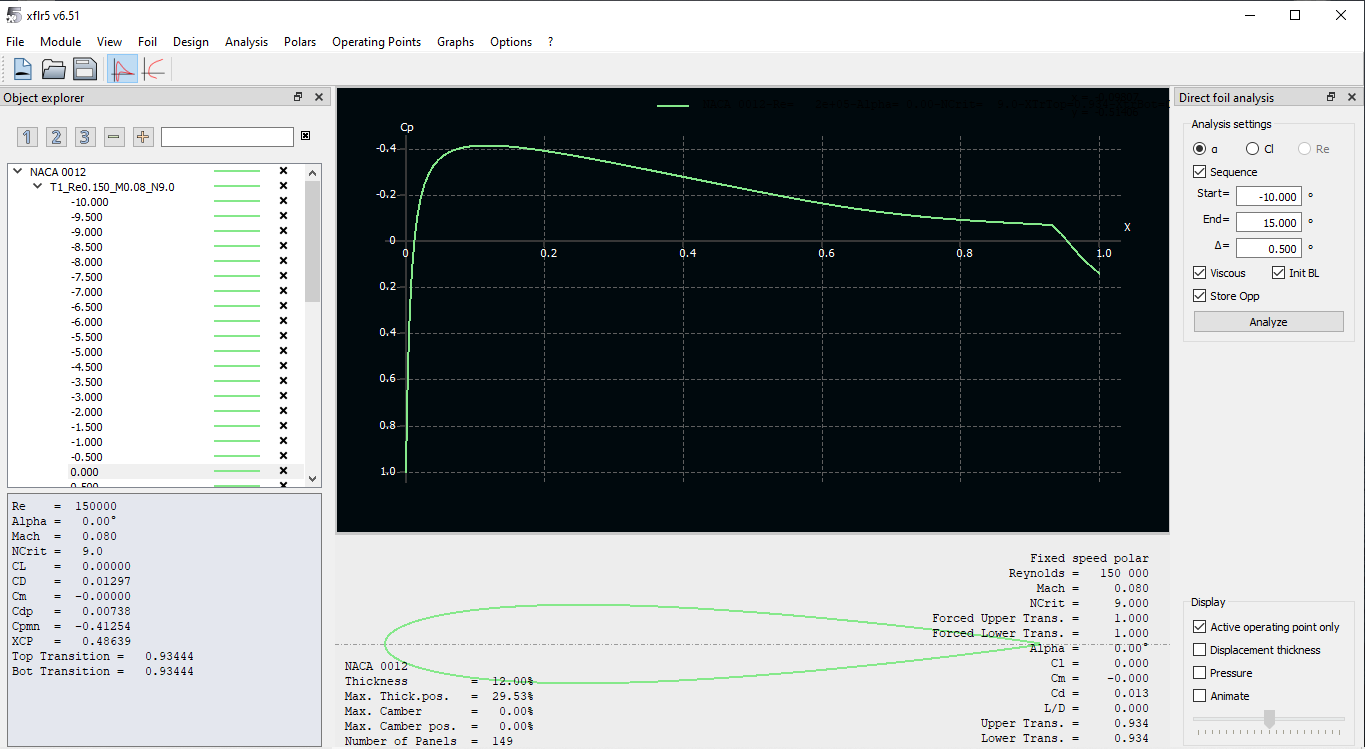 xflr5 v6.51
File Module View Foil Design Analysis Polars Operating Points Graphs Options ?
Object explorer
1 2 3 − +
NACA 0012
T1_Re0.150_M0.08_N9.0
-10.000
-9.500
-9.000
-8.500
-8.000
-7.500
-7.000
-6.500
-6.000
-5.500
-5.000
-4.500
-3.500
-3.000
-2.000
-1.500
-1.000
-0.500
0.000
0.500
Re = 150000
Alpha = 0.00°
Mach = 0.080
NCrit = 9.0
CL = 0.00000
CD = 0.01297
Cm = -0.00000
Cdp = 0.00738
Cpmn = -0.41254
XCP = 0.48639
Top Transition = 0.93444
Bot Transition = 0.93444
Cp
-0.4
-0.2
0
0.2
0.4
0.6
0.8
1.0
0 0.2 0.4 0.6 0.8 1.0
X
Fixed speed polar
Reynolds = 150 000
Mach = 0.080
NCrit = 9.000
Forced Upper Trans. = 1.000
Forced Lower Trans. = 1.000
Alpha = 0.00°
Cl = 0.000
Cm = -0.000
Cd = 0.013
L/D = 0.000
Upper Trans. = 0.934
Lower Trans. = 0.934
NACA 0012
Thickness = 12.00%
Max. Thick.pos. = 29.53%
Max. Camber = 0.00%
Max. Camber pos. = 0.00%
Number of Panels = 149
Direct foil analysis
Analysis settings
α Cl Re
Sequence
Start= -10.000 °
End= 15.000 °
Δ= 0.500 °
Viscous Init BL
Store Opp
Analyze
Display
Active operating point only
Displacement thickness
Pressure
Animate